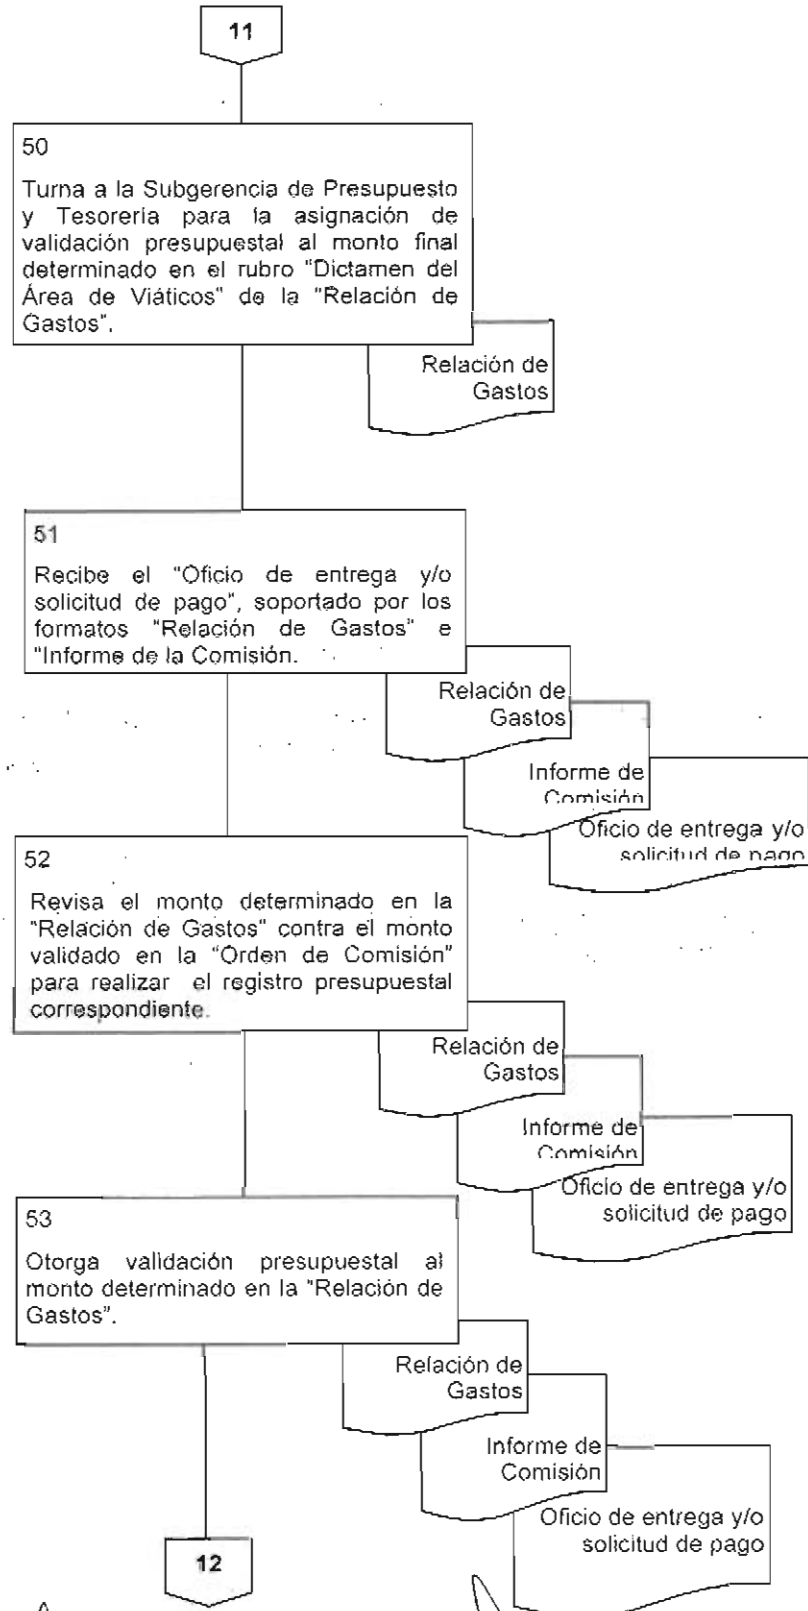 11
50
Turna a la Subgerencia de Presupuesto
y Tesorería para la asignación de
validación presupuestal al monto final
determinado en el rubro "Dictamen del
Área de Viáticos" de la "Relación de
Gastos".
Relación de
Gastos
51
Recibe el "Oficio de entrega y/o
solicitud de pago", soportado por los
formatos "Relación de Gastos" e
"Informe de la Comisión.
Relación de
Gastos
Informe de
Comisión
Oficio de entrega y/o
solicitud de pago
52
Revisa el monto determinado en la
"Relación de Gastos" contra el monto
validado en la "Orden de Comisión"
para realizar el registro presupuestal
correspondiente.
Relación de
Gastos
Informe de
Comisión
Oficio de entrega y/o
solicitud de pago
53
Otorga validación presupuestal al
monto determinado en la "Relación de
Gastos".
Relación de
Gastos
Informe de
Comisión
Oficio de entrega y/o
solicitud de pago
12